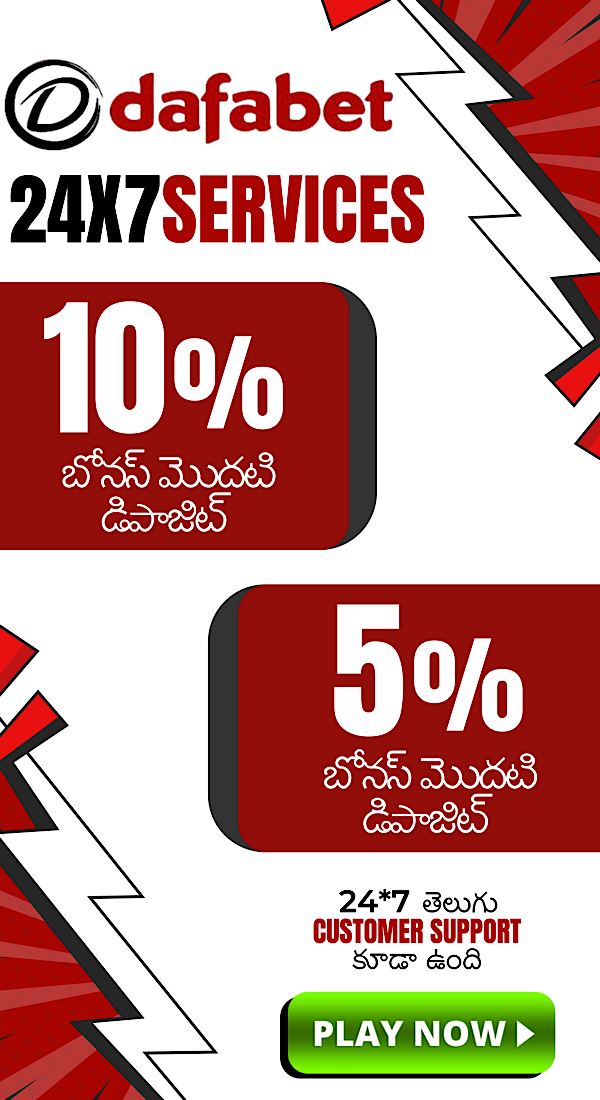 dafabet
24X7SERVICES
10%
బోనస్ మొదటి
డిపాజిట్
5%
బోనస్ మొదటి
డిపాజిట్
24*7 తెలుగు
CUSTOMER SUPPORT
కూడా ఉంది
PLAY NOW